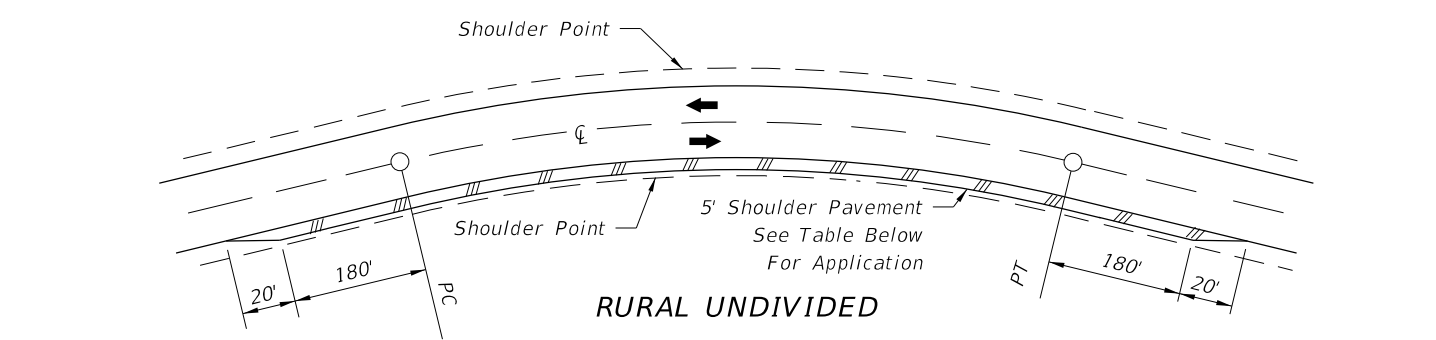 Shoulder Point
℄
Shoulder Point
5' Shoulder Pavement
See Table Below
For Application
20'
180'
PC
PT
180'
20'
RURAL UNDIVIDED